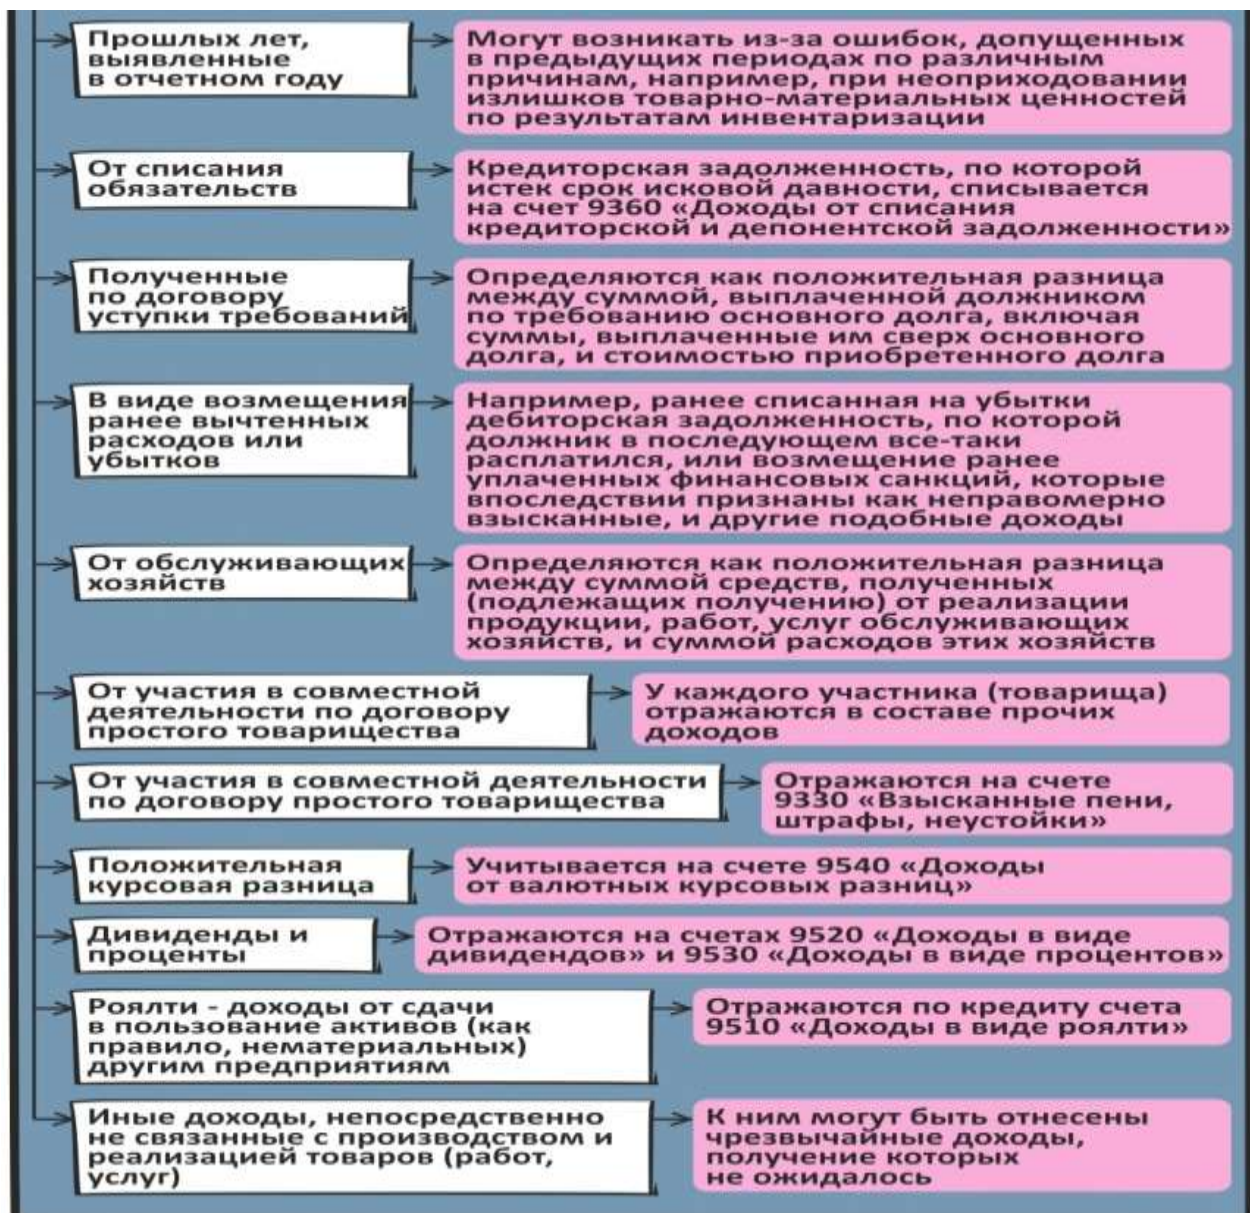 Прошлых лет,
выявленные
в отчетном году
Могут возникать из-за ошибок, допущенных
в предыдущих периодах по различным
причинам, например, при неоприходовании
излишков товарно-материальных ценностей
по результатам инвентаризации
От списания
обязательств
Кредиторская задолженность, по которой
истек срок исковой давности, списывается
на счет 9360 «Доходы от списания
кредиторской и депонентской задолженности»
Полученные
по договору
уступки требований
Определяются как положительная разница
между суммой, выплаченной должником
по требованию основного долга, включая
суммы, выплаченные им сверх основного
долга, и стоимостью приобретенного долга
В виде возмещения
ранее вычтенных
расходов или
убытков
Например, ранее списанная на убытки
дебиторская задолженность, по которой
должник в последующем все-таки
расплатился, или возмещение ранее
уплаченных финансовых санкций, которые
впоследствии признаны как неправомерно
взысканные, и другие подобные доходы
От обслуживающих
хозяйств
Определяются как положительная разница
между суммой средств, полученных
(подлежащих получению) от реализации
продукции, работ, услуг обслуживающих
хозяйств, и суммой расходов этих хозяйств
От участия в совместной
деятельности по договору
простого товарищества
У каждого участника (товарища)
отражаются в составе прочих
доходов
От участия в совместной деятельности
по договору простого товарищества
Отражаются на счете
9330 «Взысканные пени,
штрафы, неустойки»
Положительная
курсовая разница
Учитывается на счете 9540 «Доходы
от валютных курсовых разниц»
Дивиденды и
проценты
Отражаются на счетах 9520 «Доходы в виде
дивидендов» и 9530 «Доходы в виде процентов»
Роялти - доходы от сдачи
в пользование активов (как
правило, нематериальных)
другим предприятиям
Отражаются по кредиту счета
9510 «Доходы в виде роялти»
Иные доходы, непосредственно
не связанные с производством и
реализацией товаров (работ,
услуг)
К ним могут быть отнесены
чрезвычайные доходы,
получение которых
не ожидалось